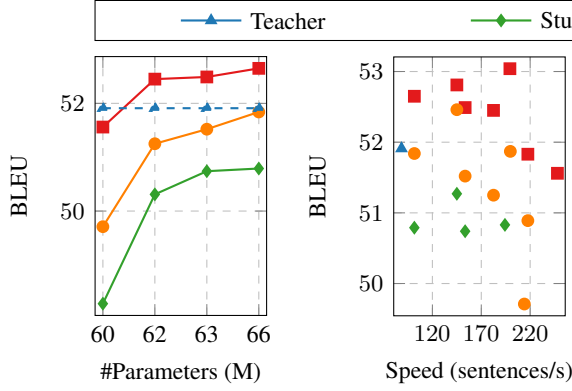 Teacher
Stu
BLEU
52
50
60 62 63 66
#Parameters (M)
BLEU
53
52
51
50
120 170 220
Speed (sentences/s)